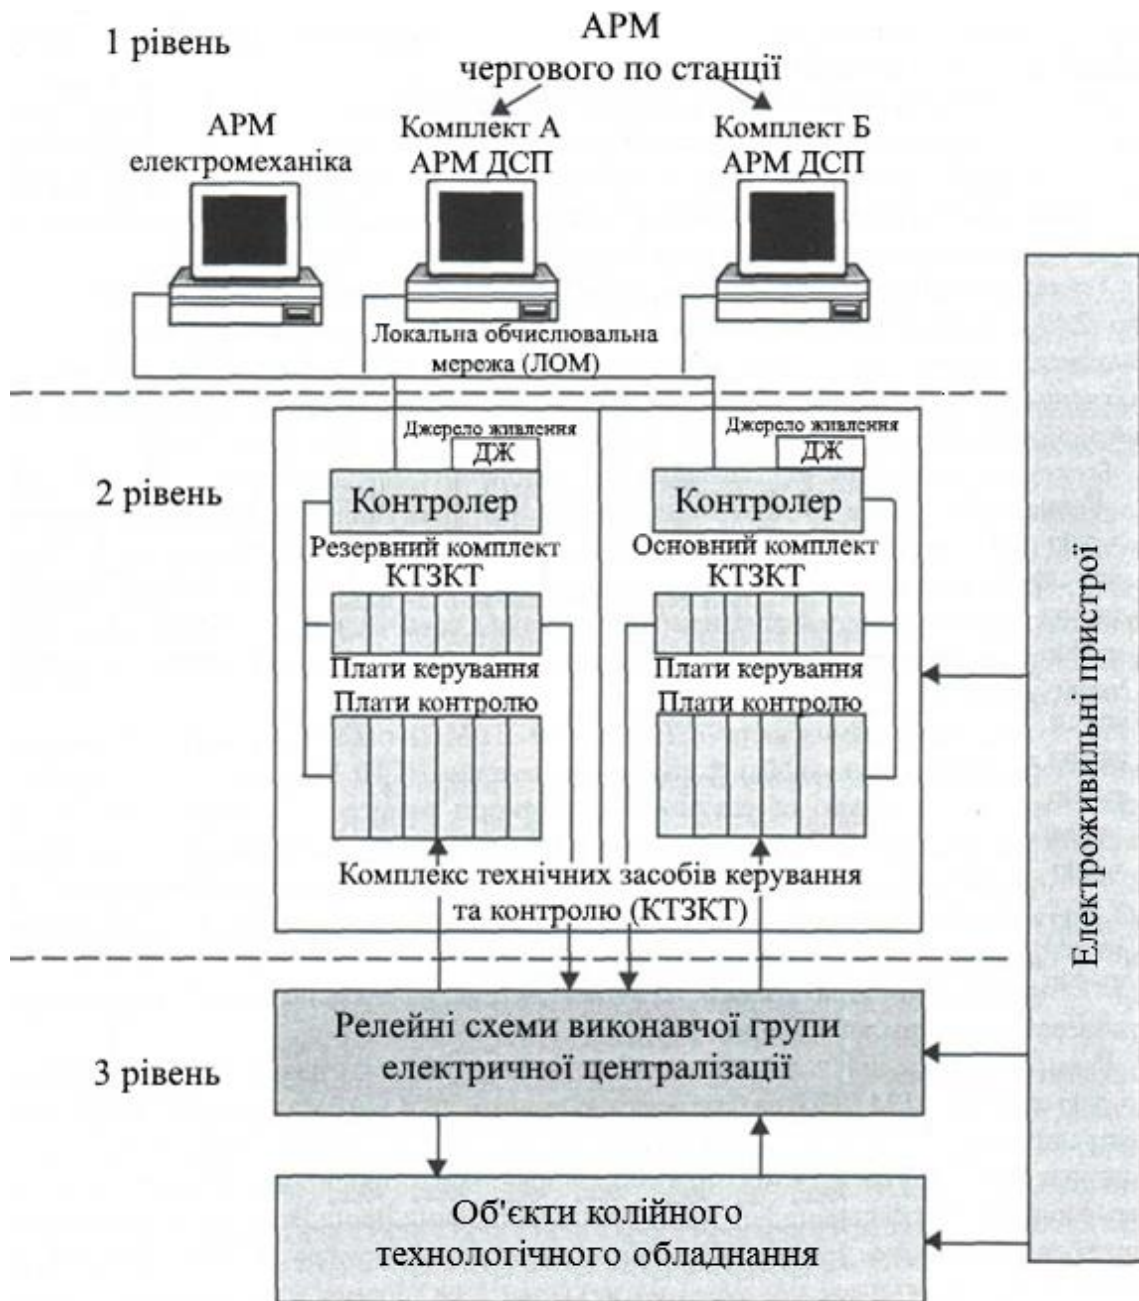 1 рівень
АРМ
чергового по станції
АРМ
електромеханіка
Комплект А
АРМ ДСП
Комплект Б
АРМ ДСП
Локальна обчислювальна
мережа (ЛОМ)
2 рівень
Джерело живлення
ДЖ
Контролер
Резервний комплект
КТЗКТ
Плати керування
Плати контролю
Джерело живлення
ДЖ
Контролер
Основний комплект
КТЗКТ
Плати керування
Плати контролю
Комплекс технічних засобів керування
та контролю (КТЗКТ)
Електроживильні пристрої
3 рівень
Релейні схеми виконавчої групи
електричної централізації
Об'єкти колійного
технологічного обладнання